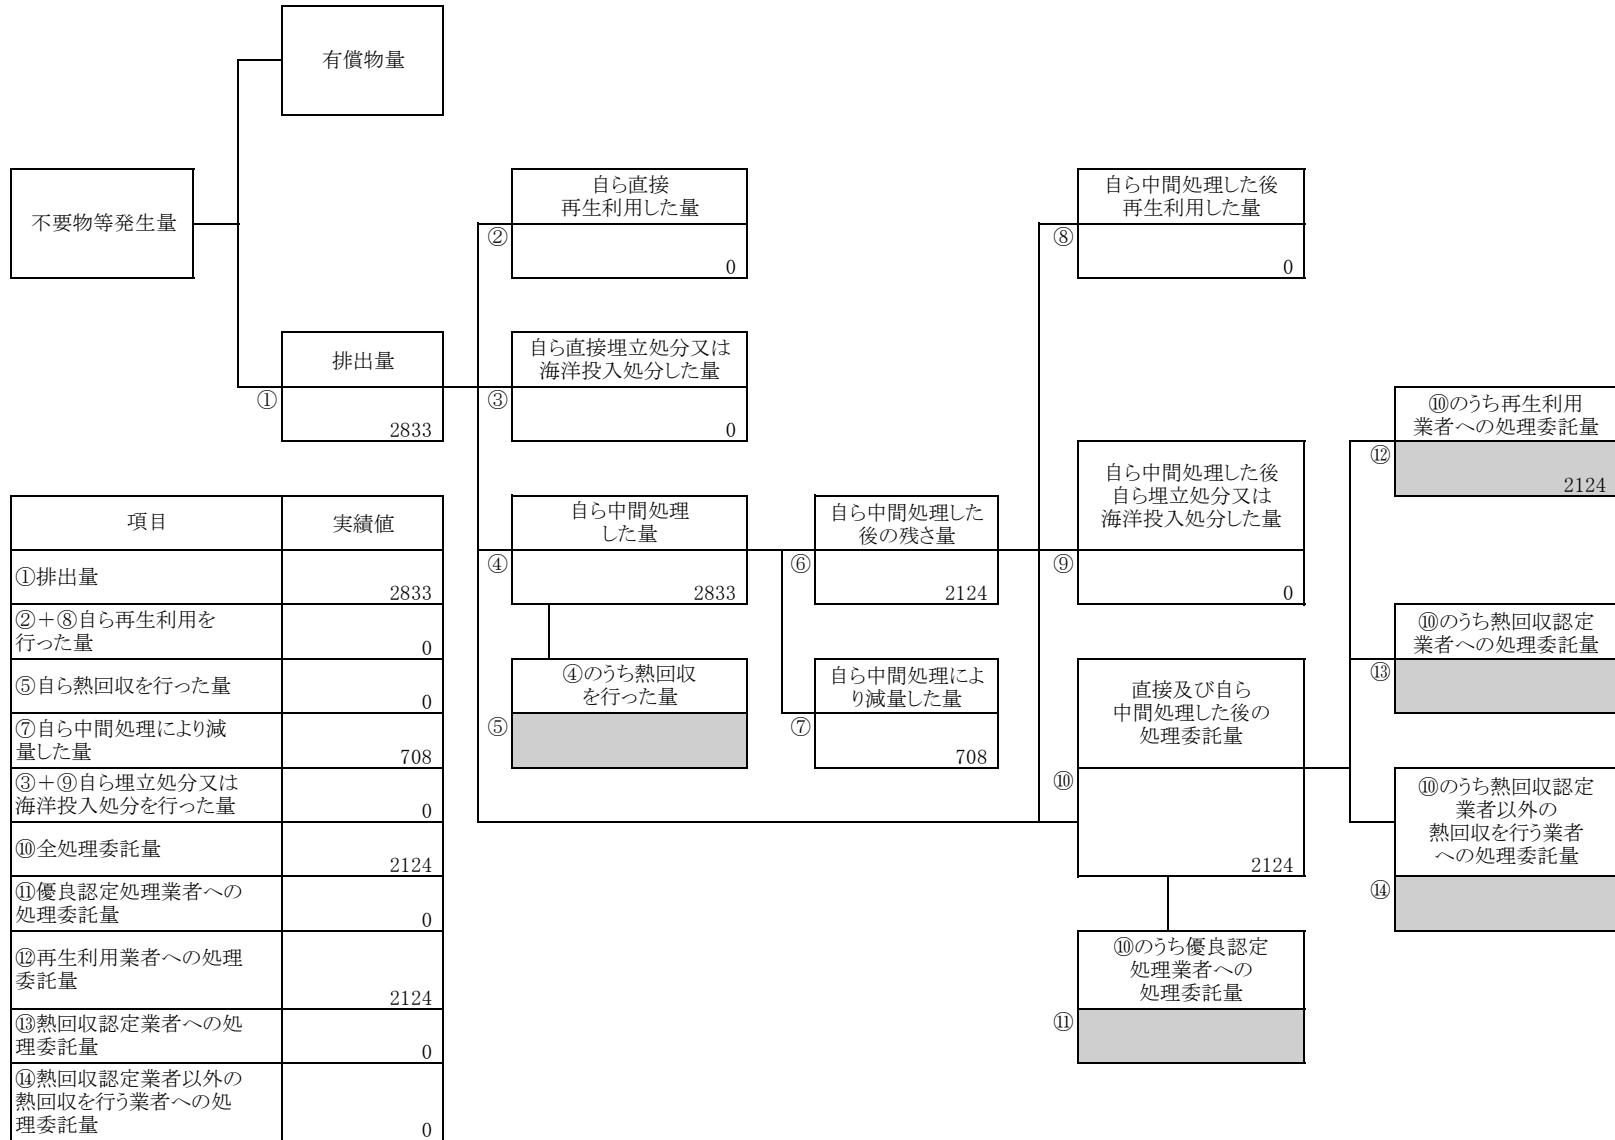 有償物量
不要物等発生量
自ら直接
再生利用した量
②
0
自ら中間処理した後
再生利用した量
⑧
0
排出量
①
2833
自ら直接埋立処分又は
海洋投入処分した量
③
0
⑩のうち再生利用
業者への処理委託量
⑫
2124
自ら中間処理
した量
④
2833
自ら中間処理した
後の残さ量
⑥
2124
自ら中間処理した後
自ら埋立処分又は
海洋投入処分した量
⑨
0
⑩のうち熱回収認定
業者への処理委託量
⑬
④のうち熱回収
を行った量
⑤
自ら中間処理によ
り減量した量
⑦
708
直接及び自ら
中間処理した後の
処理委託量
⑩
2124
⑩のうち熱回収認定
業者以外の
熱回収を行う業者
への処理委託量
⑭
⑩のうち優良認定
処理業者への
処理委託量
⑪
項目 実績値
①排出量
2833
②+⑧自ら再生利用を
行った量
0
⑤自ら熱回収を行った量
0
⑦自ら中間処理により減
量した量
708
③+⑨自ら埋立処分又は
海洋投入処分を行った量
0
⑩全処理委託量
2124
⑪優良認定処理業者への
処理委託量
0
⑫再生利用業者への処理
委託量
2124
⑬熱回収認定業者への処
理委託量
0
⑭熱回収認定業者以外の
熱回収を行う業者への処
理委託量
0